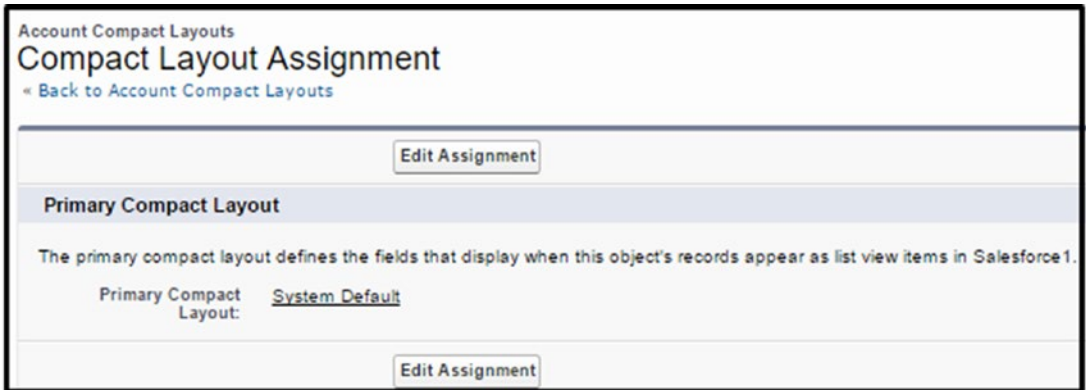 Account Compact Layouts
Compact Layout Assignment
« Back to Account Compact Layouts
Edit Assignment
Primary Compact Layout
The primary compact layout defines the fields that display when this object's records appear as list view items in Salesforce1.
Primary Compact Layout: System Default
Edit Assignment